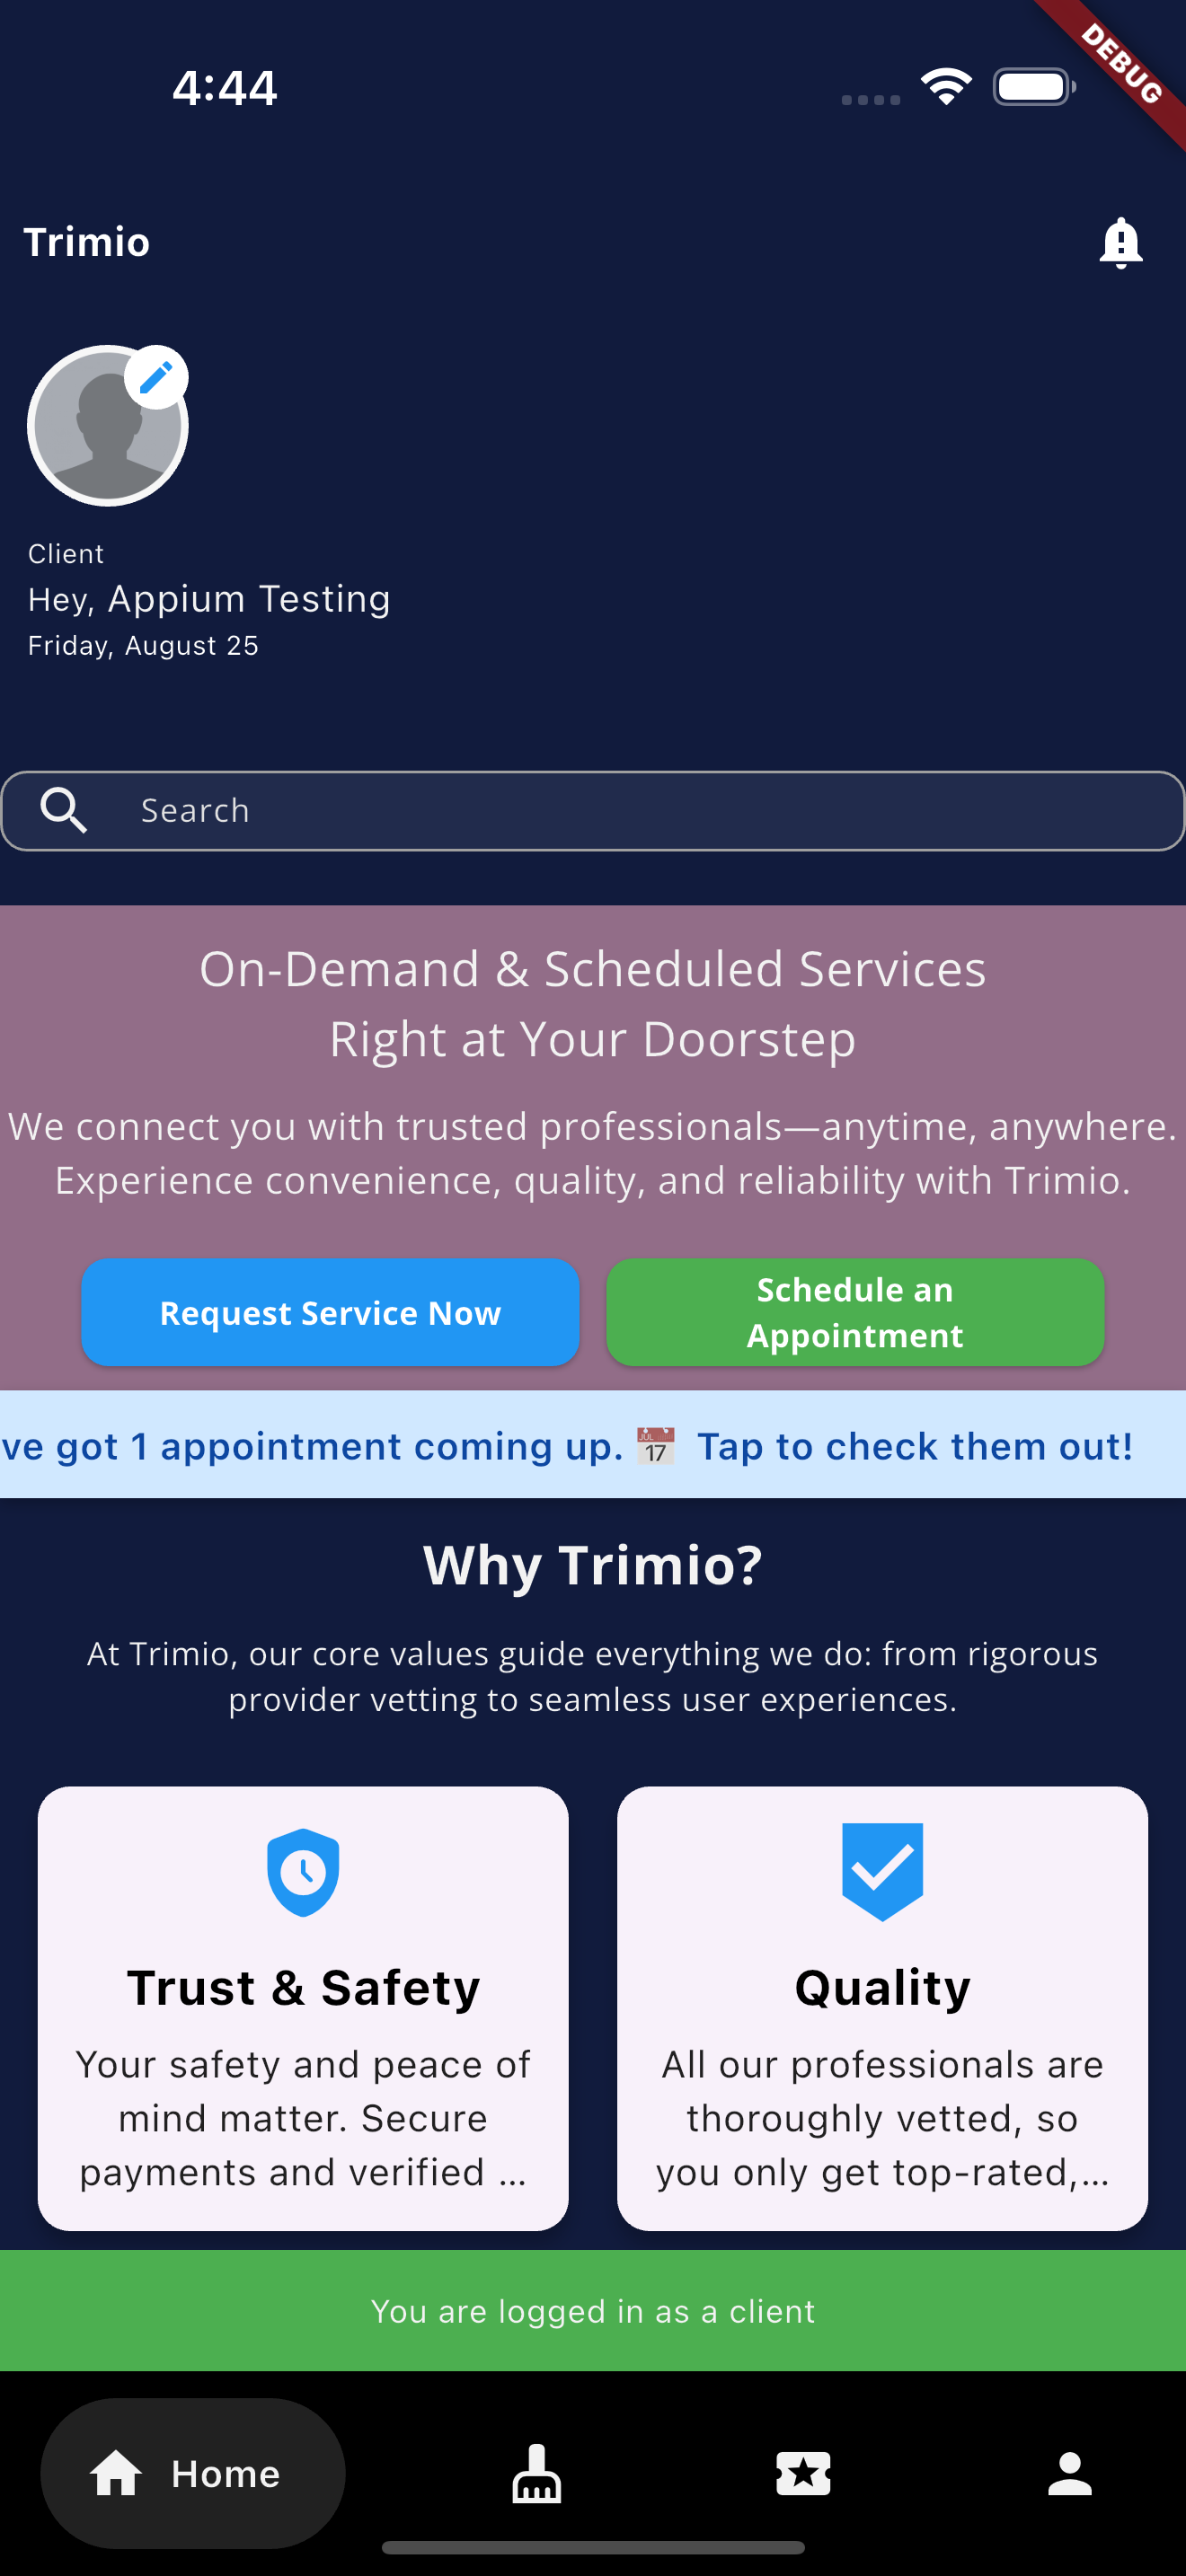 4:44
DEBUG
Trimio
Client
Hey, Appium Testing
Friday, August 25
Search
On-Demand & Scheduled Services
Right at Your Doorstep
We connect you with trusted professionals—anytime, anywhere.
Experience convenience, quality, and reliability with Trimio.
Request Service Now
Schedule an
Appointment
ve got 1 appointment coming up. 📅 Tap to check them out!
Why Trimio?
At Trimio, our core values guide everything we do: from rigorous
provider vetting to seamless user experiences.
Trust & Safety
Your safety and peace of
mind matter. Secure
payments and verified ...
Quality
All our professionals are
thoroughly vetted, so
you only get top-rated,...
You are logged in as a client
Home